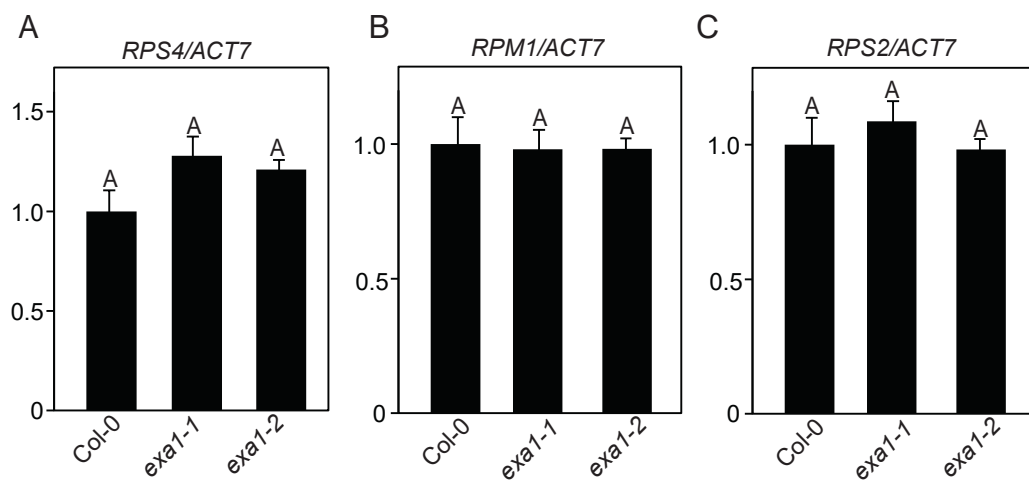 A
RPS4/ACT7
1.5
1.0
0.5
0
A
A
A
Col-0
exa1-1
exa1-2
B
RPM1/ACT7
1.0
0.5
0
A
A
A
Col-0
exa1-1
exa1-2
C
RPS2/ACT7
1.0
0.5
0
A
A
A
Col-0
exa1-1
exa1-2